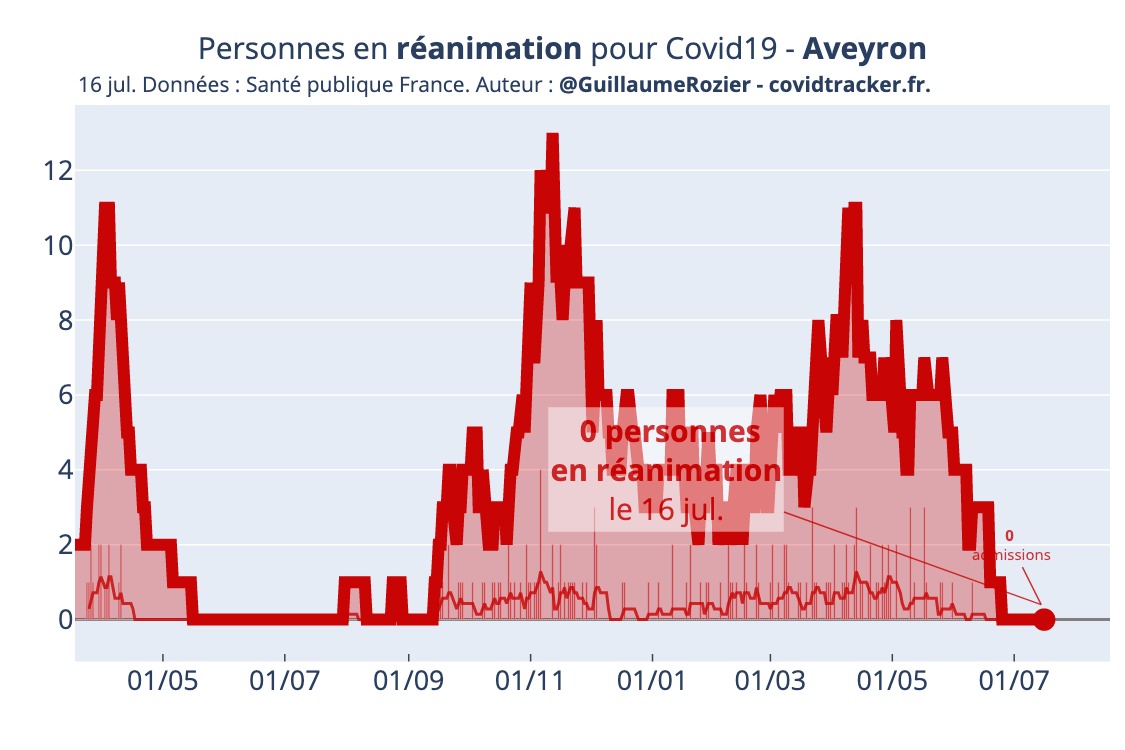 Personnes en réanimation pour Covid19 - Aveyron
16 jul. Données : Santé publique France. Auteur : @GuillaumeRozier - covidtracker.fr.
12
10
8
6
4
2
0
0 personnes
en réanimation
le 16 jul.
0
admissions
01/05
01/07
01/09
01/11
01/01
01/03
01/05
01/07